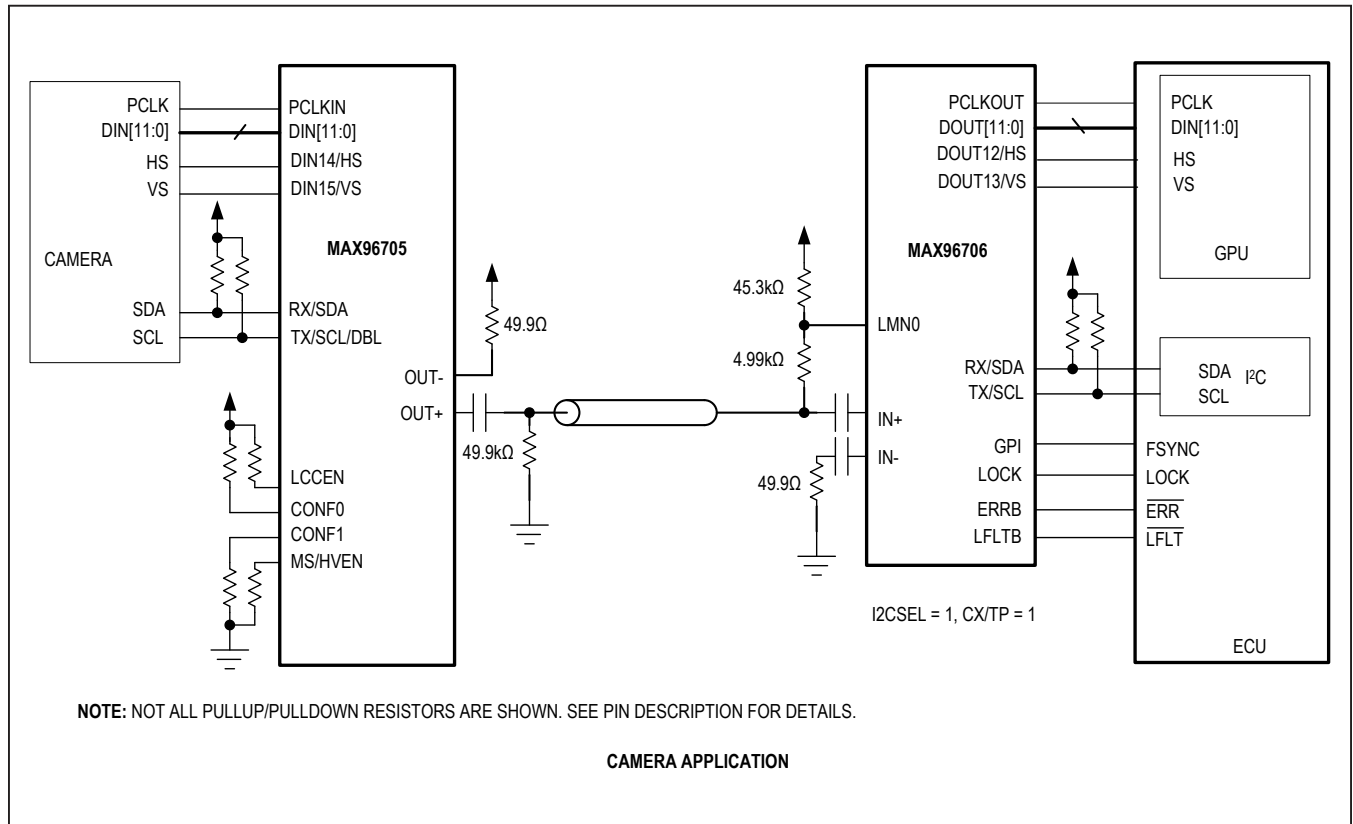 CAMERA
PCLK
DIN[11:0]
HS
VS
SDA
SCL
MAX96705
PCLKIN
DIN[11:0]
DIN14/HS
DIN15/VS
RX/SDA
TX/SCL/DBL
OUT-
OUT+
LCCEN
CONF0
CONF1
MS/HVEN
49.9Ω
49.9kΩ
45.3kΩ
4.99kΩ
49.9Ω
MAX96706
LMN0
IN+
IN-
PCLKOUT
DOUT[11:0]
DOUT12/HS
DOUT13/VS
RX/SDA
TX/SCL
GPI
LOCK
ERRB
LFLTB
I2CSEL = 1, CX/TP = 1
PCLK
DIN[11:0]
HS
VS
GPU
SDA I²C
SCL
FSYNC
LOCK
ERR
LFLT
ECU
NOTE: NOT ALL PULLUP/PULLDOWN RESISTORS ARE SHOWN. SEE PIN DESCRIPTION FOR DETAILS.
CAMERA APPLICATION